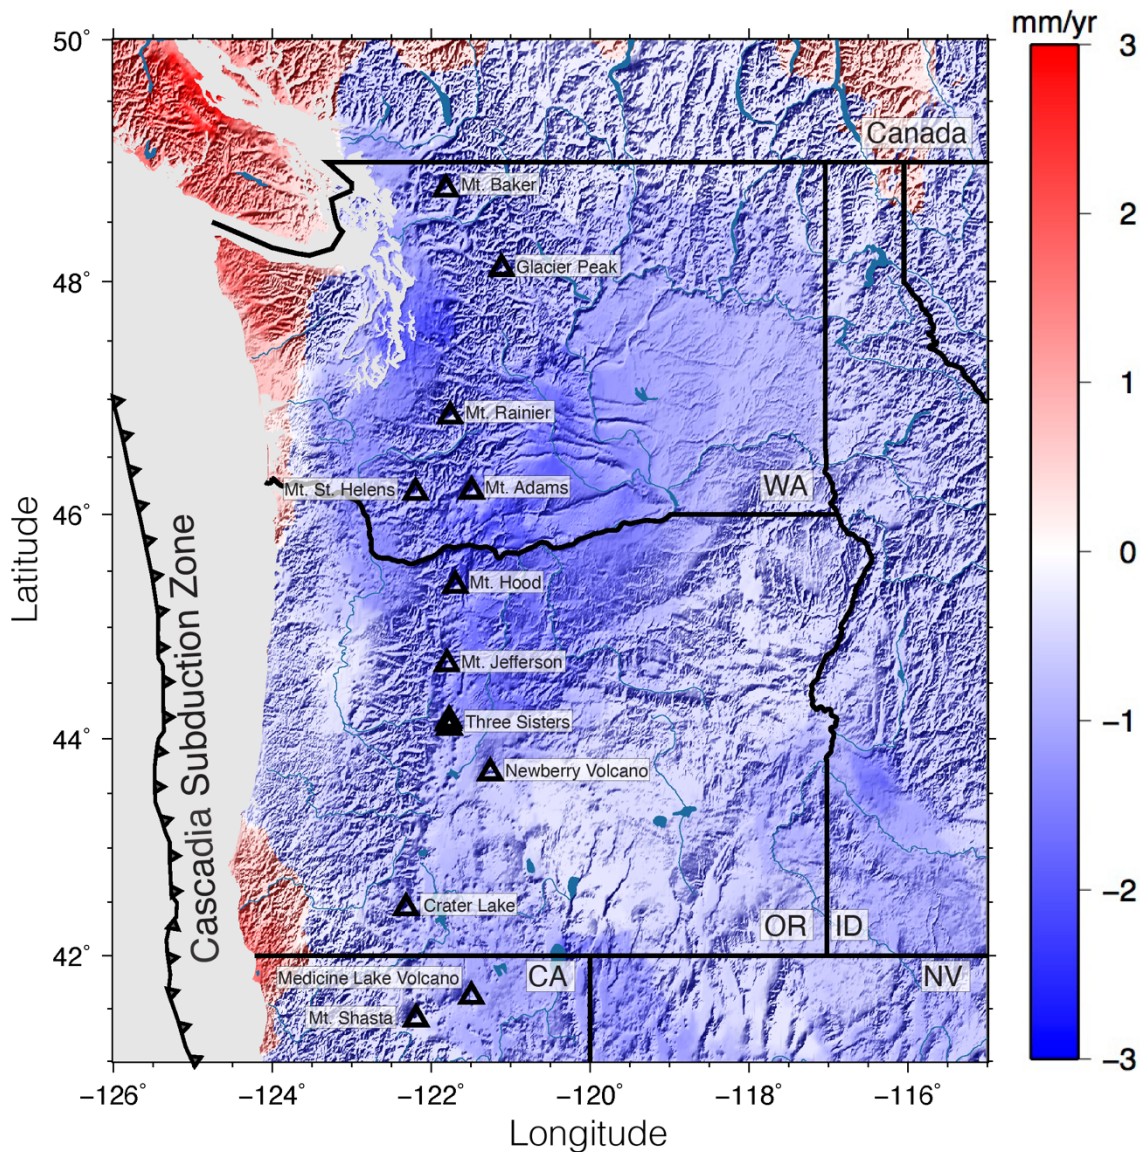 mm/yr
50°
3
Canada
Mt. Baker
2
Glacier Peak
48°
1
Mt. Rainier
Mt. St. Helens
Mt. Adams
WA
46°
0
Latitude
Cascadia Subduction Zone
Mt. Hood
Mt. Jefferson
Three Sisters
−1
44°
Newberry Volcano
−2
Crater Lake
OR
ID
42°
Medicine Lake Volcano
CA
NV
Mt. Shasta
−3
−126°
−124°
−122°
−120°
−118°
−116°
Longitude